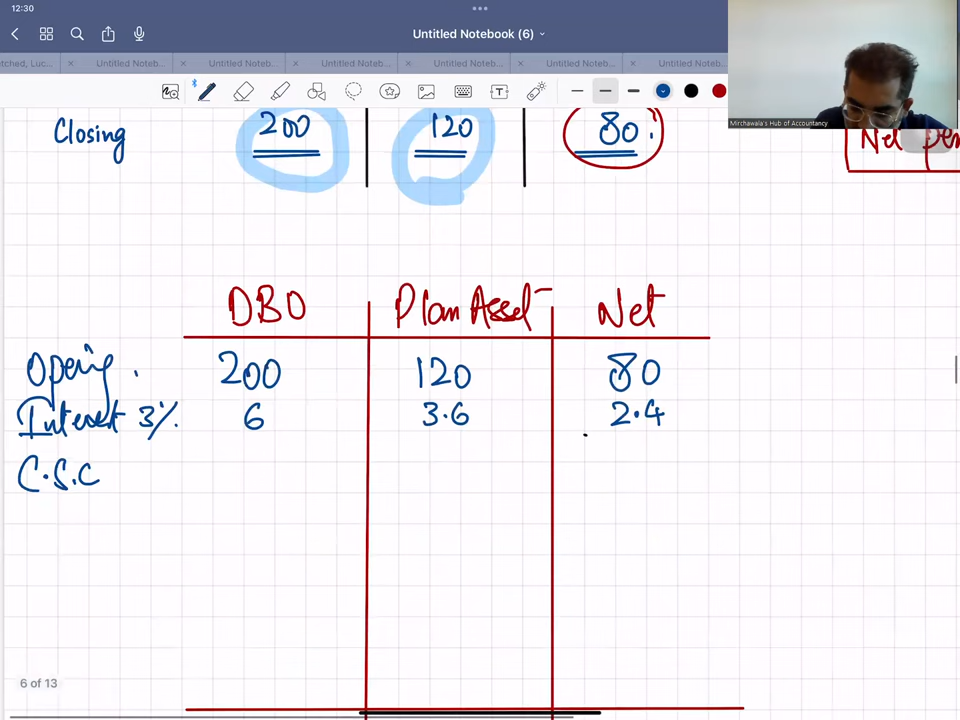 12:30
Untitled Notebook (6)
tched, Luc...
Untitled Noteb...
Untitled Noteb...
Untitled Noteb...
Untitled Noteb...
Untitled Noteb...
Untitled Noteb...
Mirchawala's Hub of Accountancy
Closing 200 120 80
Net pen
DBO Plan Asset Net
Opening. 200 120 80
Interest 3% 6 3.6 2.4
C.S.C
6 of 13